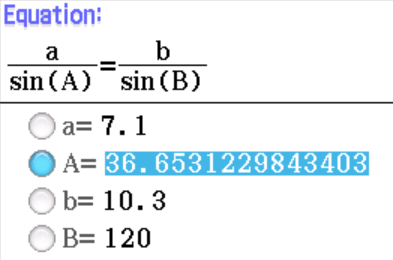 Equation:
a/sin(A)=b/sin(B)
a= 7.1
A= 36.6531229843403
b= 10.3
B= 120